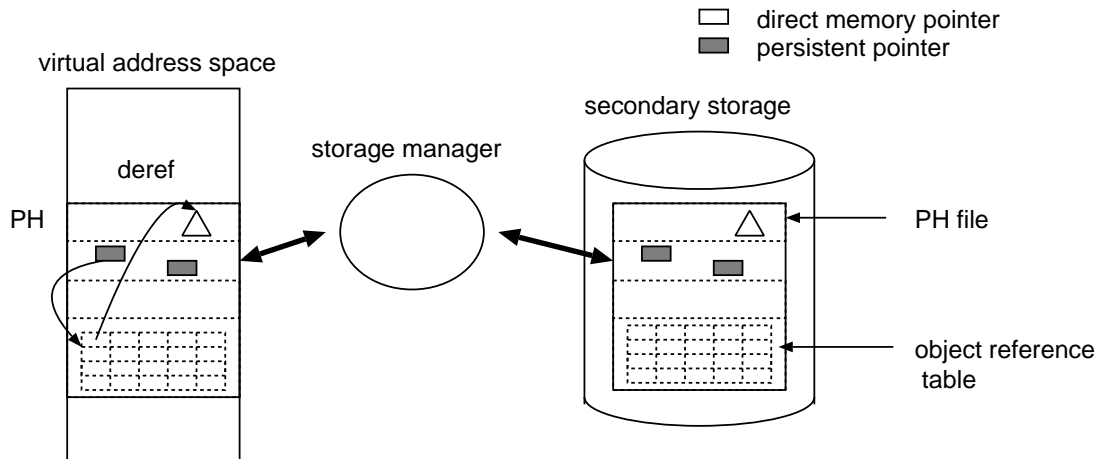 direct memory pointer
persistent pointer
virtual address space
secondary storage
storage manager
deref
PH
PH file
object reference
table